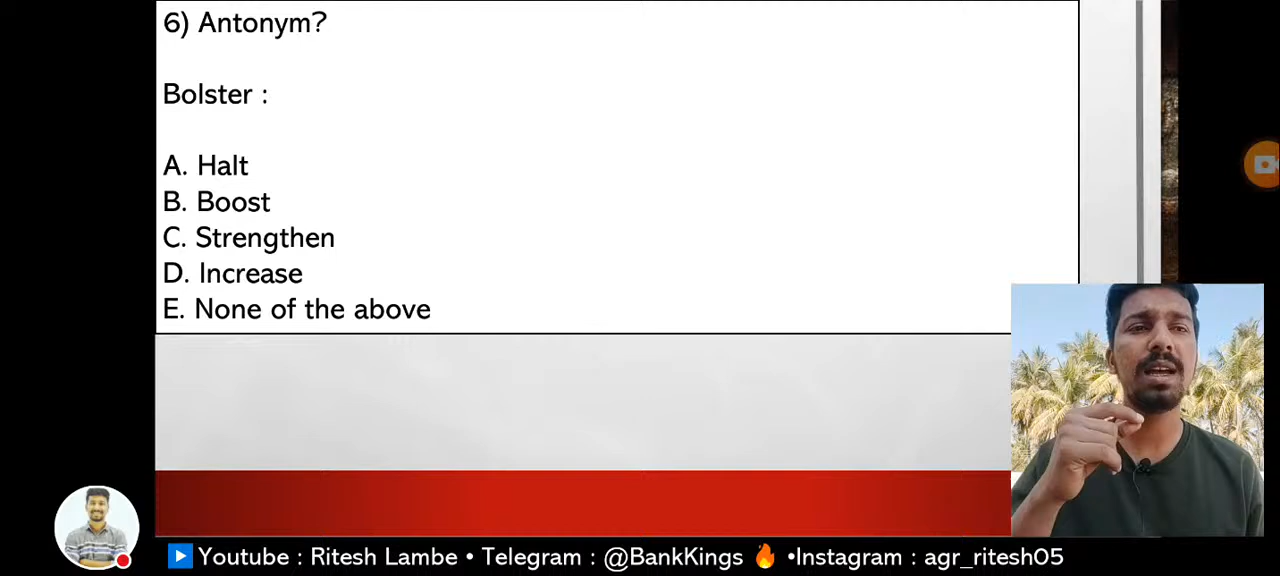 6) Antonym?
Bolster :
A. Halt
B. Boost
C. Strengthen
D. Increase
E. None of the above
Youtube : Ritesh Lambe • Telegram : @BankKings 🔥 •Instagram : agr_ritesh05